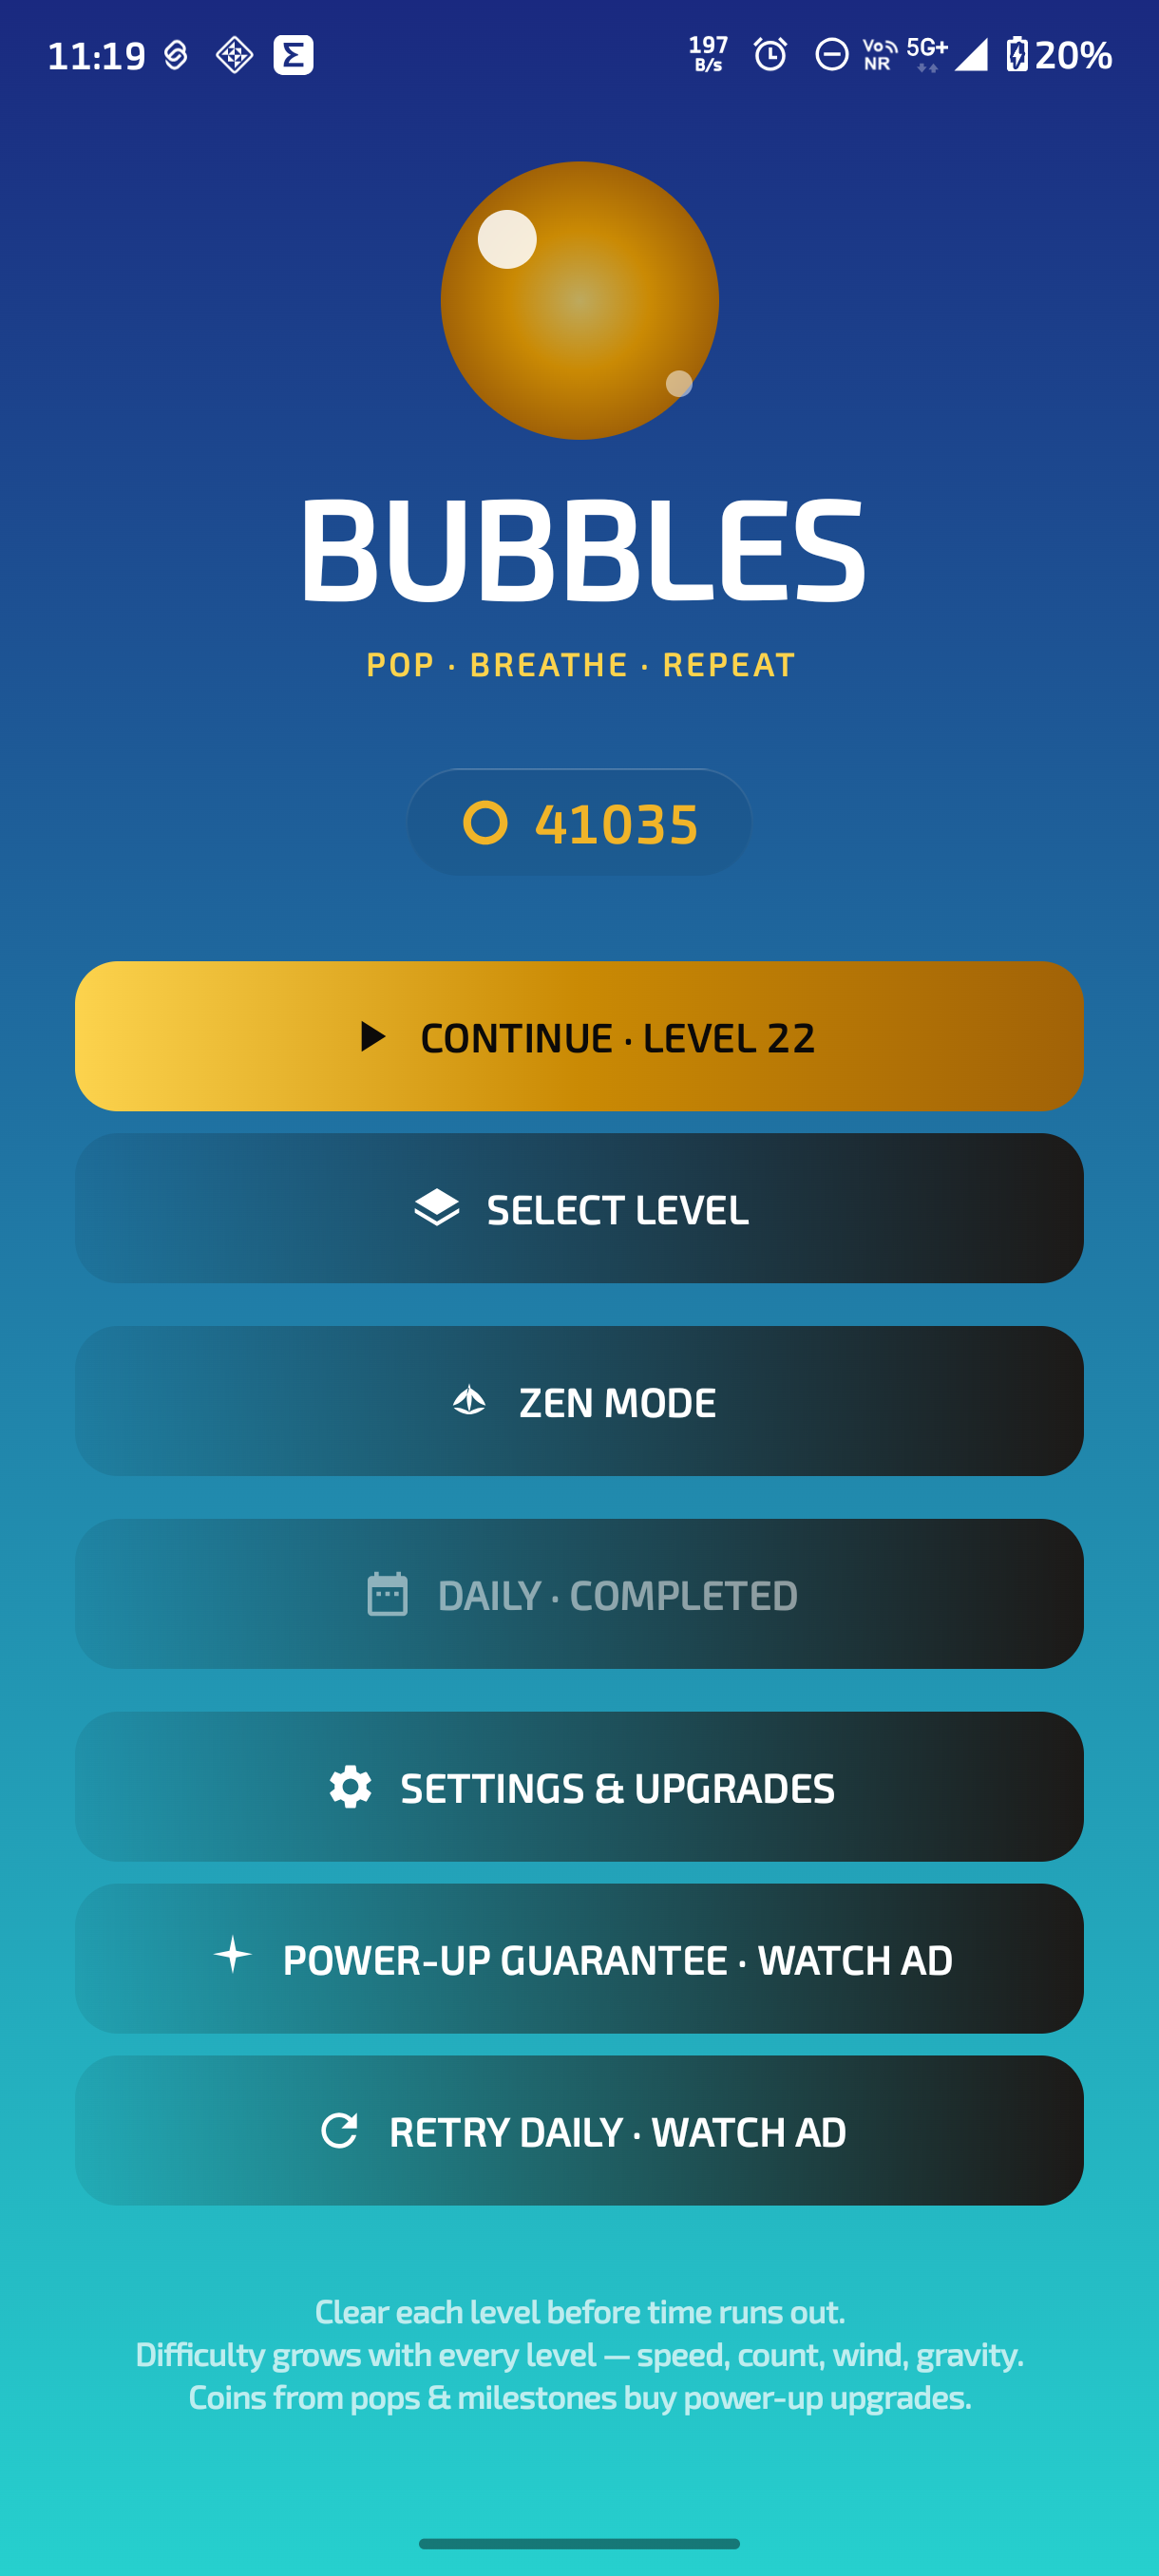 11:19
197 B/s
Vo NR
5G+
20%
BUBBLES
POP · BREATHE · REPEAT
41035
CONTINUE · LEVEL 22
SELECT LEVEL
ZEN MODE
DAILY · COMPLETED
SETTINGS & UPGRADES
POWER-UP GUARANTEE · WATCH AD
RETRY DAILY · WATCH AD
Clear each level before time runs out.
Difficulty grows with every level — speed, count, wind, gravity.
Coins from pops & milestones buy power-up upgrades.